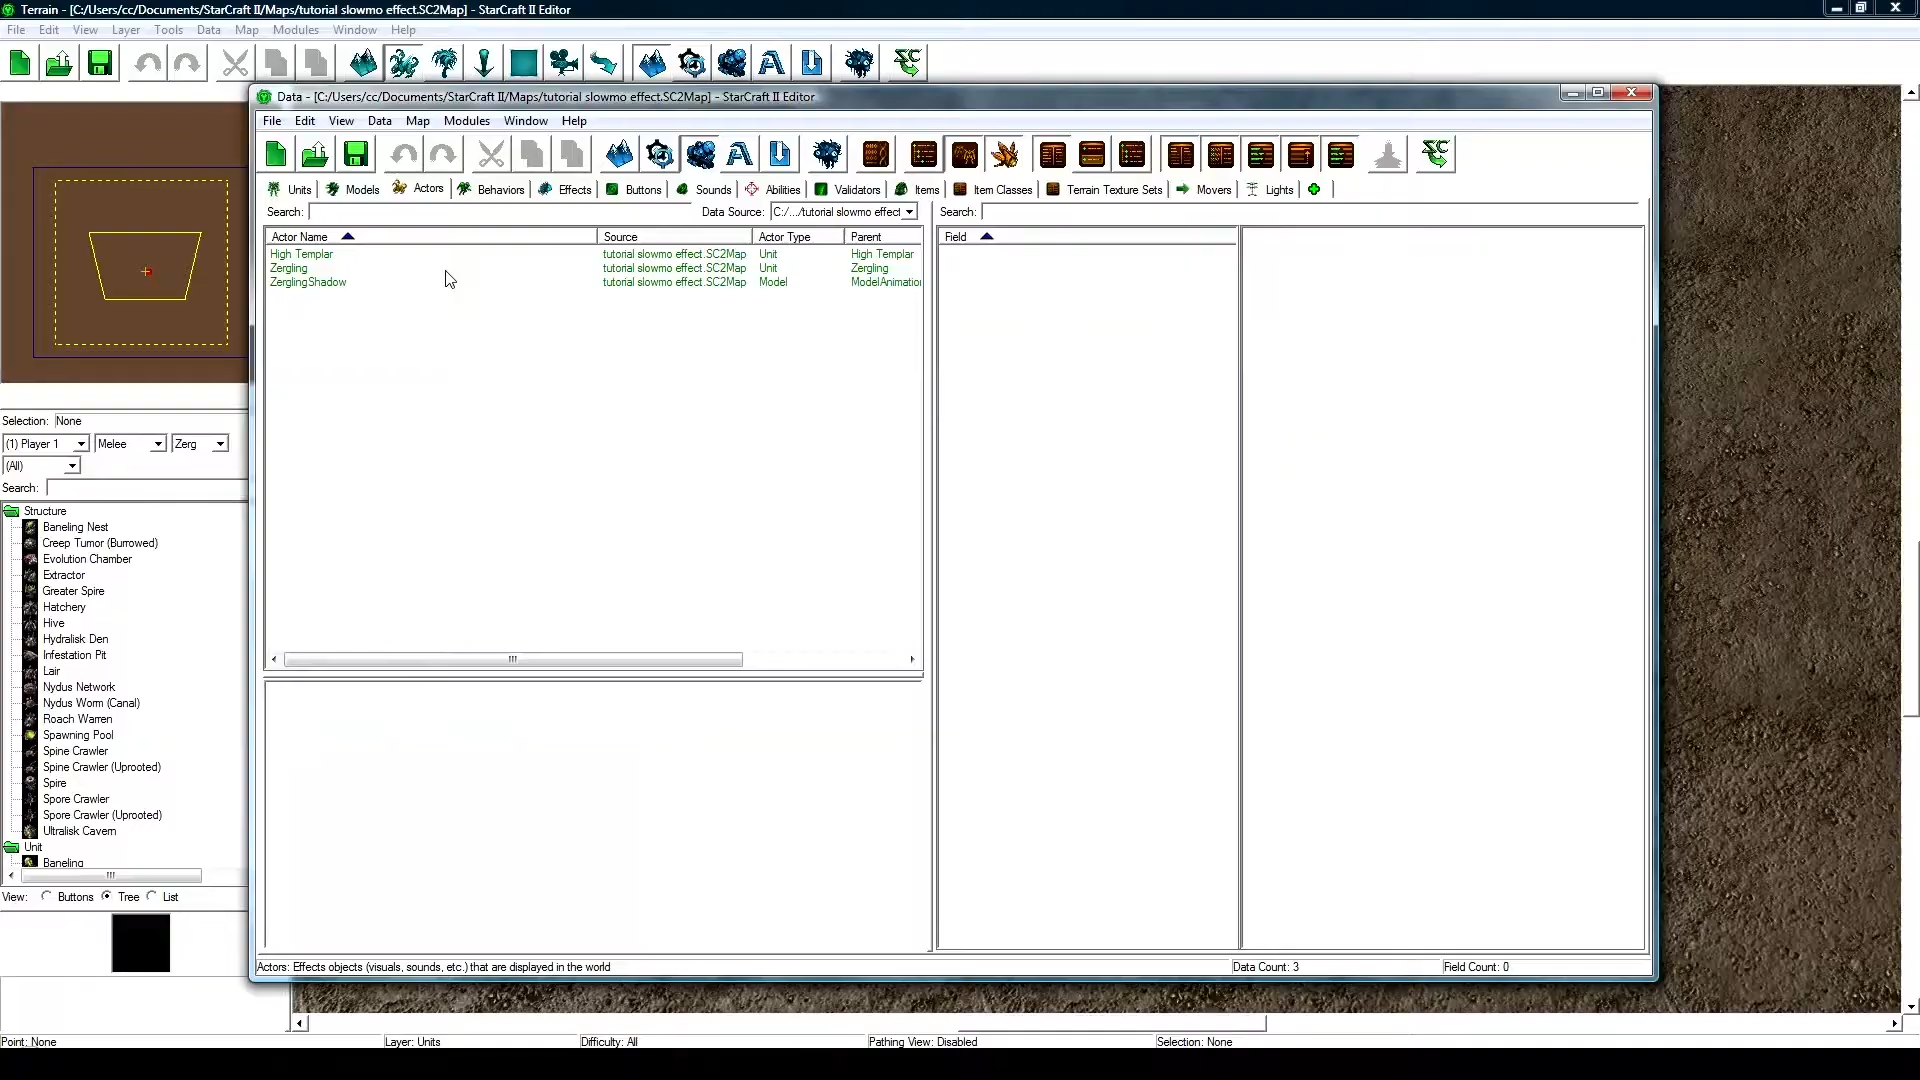 Terrain - [C:/Users/cc/Documents/StarCraft II/Maps/tutorial slowmo effect.SC2Map] - StarCraft II Editor
File Edit View Layer Tools Data Map Modules Window Help
Data - [C:/Users/cc/Documents/StarCraft II/Maps/tutorial slowmo effect.SC2Map] - StarCraft II Editor
File Edit View Data Map Modules Window Help
Units Models Actors Behaviors Effects Buttons Sounds Abilities Validators Items Item Classes Terrain Texture Sets Movers Lights
Search: Data Source: C:/.../tutorial slowmo effect Search:
Actor Name Source Actor Type Parent Field
High Templar tutorial slowmo effect.SC2Map Unit High Templar
Zergling tutorial slowmo effect.SC2Map Unit Zergling
ZerglingShadow tutorial slowmo effect.SC2Map Model ModelAnimatio
Selection: None
(1) Player 1 Melee Zerg
(All)
Search:
Structure
Baneling Nest
Creep Tumor (Burrowed)
Evolution Chamber
Extractor
Greater Spire
Hatchery
Hive
Hydralisk Den
Infestation Pit
Lair
Nydus Network
Nydus Worm (Canal)
Roach Warren
Spawning Pool
Spine Crawler
Spine Crawler (Uprooted)
Spire
Spore Crawler
Spore Crawler (Uprooted)
Ultralisk Cavern
Unit
Baneling
View: Buttons Tree List
Actors: Effects objects (visuals, sounds, etc.) that are displayed in the world Data Count: 3 Field Count: 0
Point: None Layer: Units Difficulty: All Pathing View: Disabled Selection: None